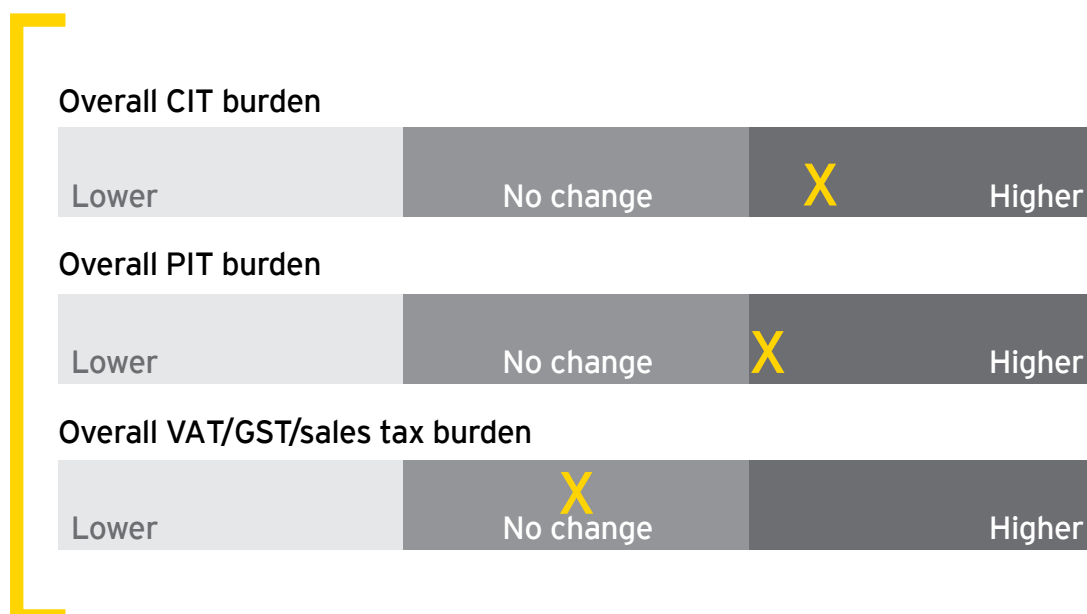 Overall CIT burden
X
Lower No change Higher
Overall PIT burden
X
Lower No change Higher
Overall VAT/GST/sales tax burden
X
Lower No change Higher